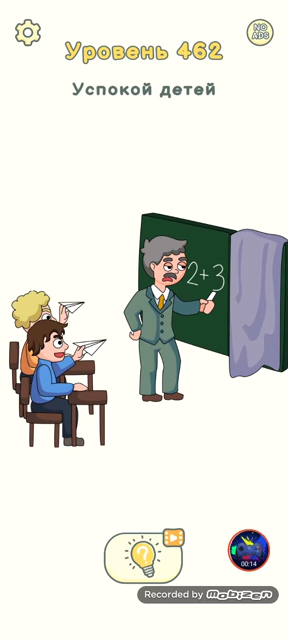 Уровень 462
NO
ADS
Успокой детей
2+3
?
00:14
Recorded by Mobizen